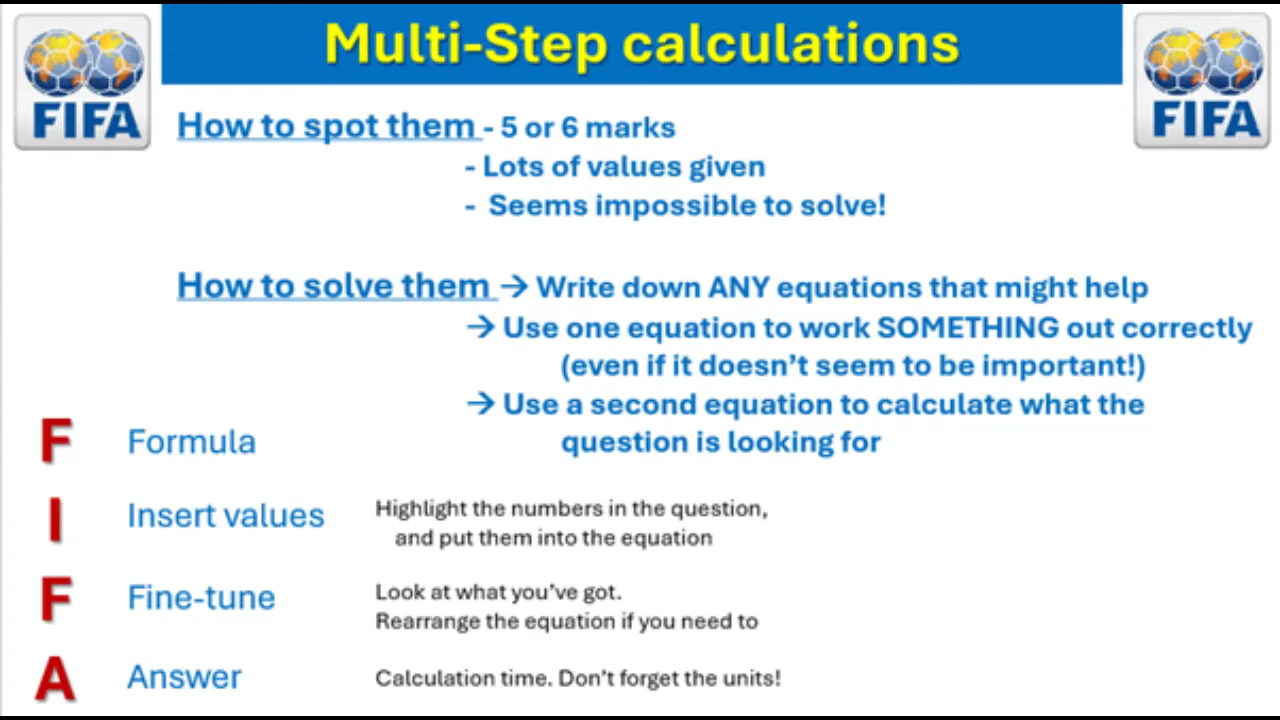 Multi-Step calculations
FIFA
FIFA
How to spot them - 5 or 6 marks
- Lots of values given
- Seems impossible to solve!
How to solve them → Write down ANY equations that might help
→ Use one equation to work SOMETHING out correctly
(even if it doesn't seem to be important!)
→ Use a second equation to calculate what the
question is looking for
F Formula
I Insert values Highlight the numbers in the question,
and put them into the equation
F Fine-tune Look at what you've got.
Rearrange the equation if you need to
A Answer Calculation time. Don't forget the units!